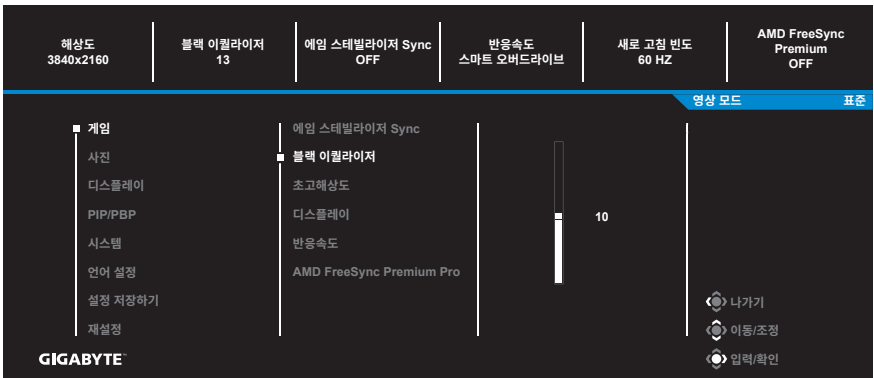 해상도
3840x2160
블랙 이퀄라이저
13
에임 스테빌라이저 Sync
OFF
반응속도
스마트 오버드라이브
새로 고침 빈도
60 HZ
AMD FreeSync
Premium
OFF
영상 모드 표준
게임
사진
디스플레이
PIP/PBP
시스템
언어 설정
설정 저장하기
재설정
에임 스테빌라이저 Sync
블랙 이퀄라이저
초고해상도
디스플레이
반응속도
AMD FreeSync Premium Pro
10
나가기
이동/조정
입력/확인
GIGABYTE™